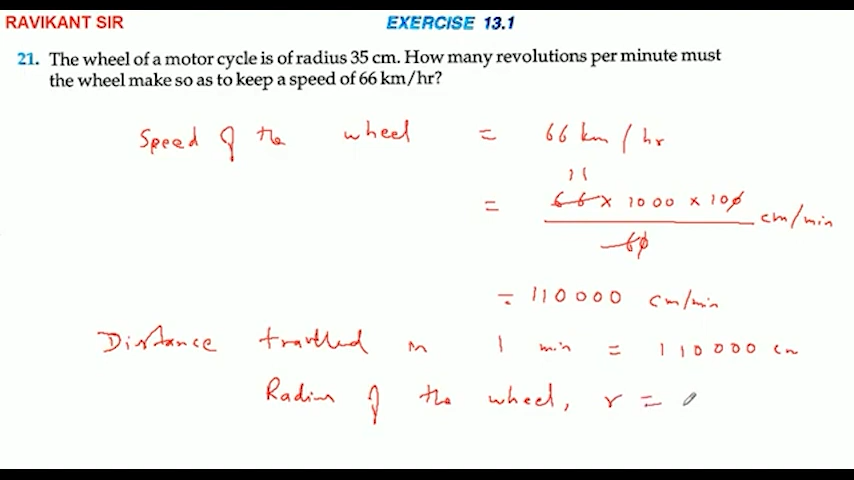 RAVIKANT SIR
EXERCISE 13.1
21. The wheel of a motor cycle is of radius 35 cm. How many revolutions per minute must
the wheel make so as to keep a speed of 66 km/hr?
Speed of the wheel = 66 km/hr
11
= 66 × 1000 × 100 cm/min
60
= 110000 cm/min
Distance travelled in 1 min = 110000 cm
Radius of the wheel, r =